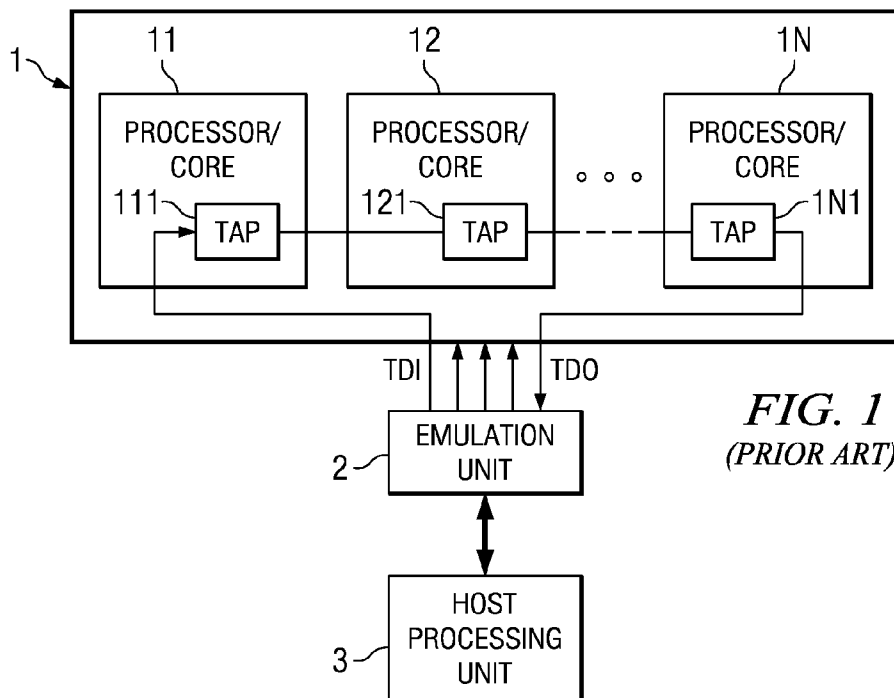 1
11
12
1N
PROCESSOR/
CORE
PROCESSOR/
CORE
PROCESSOR/
CORE
111
TAP
121
TAP
TAP
1N1
TDI
TDO
2
EMULATION
UNIT
FIG. 1
(PRIOR ART)
3
HOST
PROCESSING
UNIT